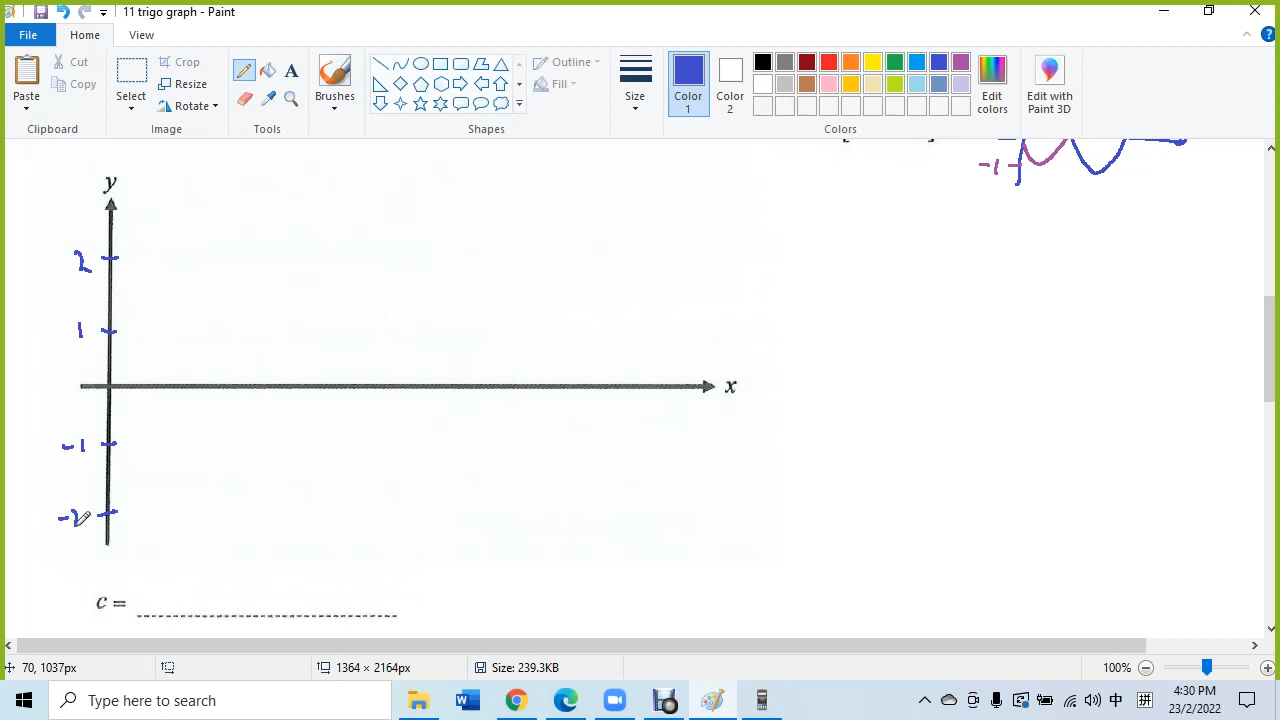 11 trigo graph - Paint
File
Home
View
Paste
Cut
Copy
Clipboard
Select
Crop
Resize
Rotate
Image
A
Tools
Brushes
Shapes
Outline
Fill
Size
Color 1
Color 2
Edit colors
Colors
Edit with Paint 3D
-1
y
2
1
x
-1
-2
c =
70, 1037px
1364 × 2164px
Size: 239.3KB
100%
Type here to search
中
拼
4:30 PM
23/2/2022